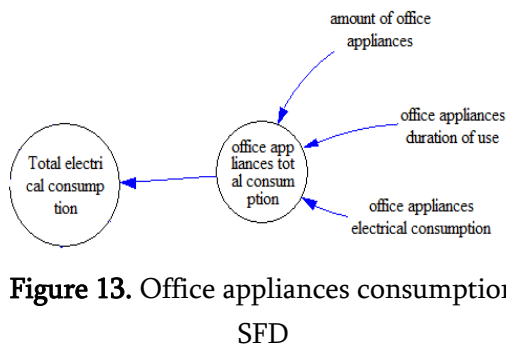 amount of office
appliances
office appliances
duration of use
office app
liances tot
al consum
ption
Total electri
cal consump
tion
office appliances
electrical consumption
Figure 13. Office appliances consumption
SFD